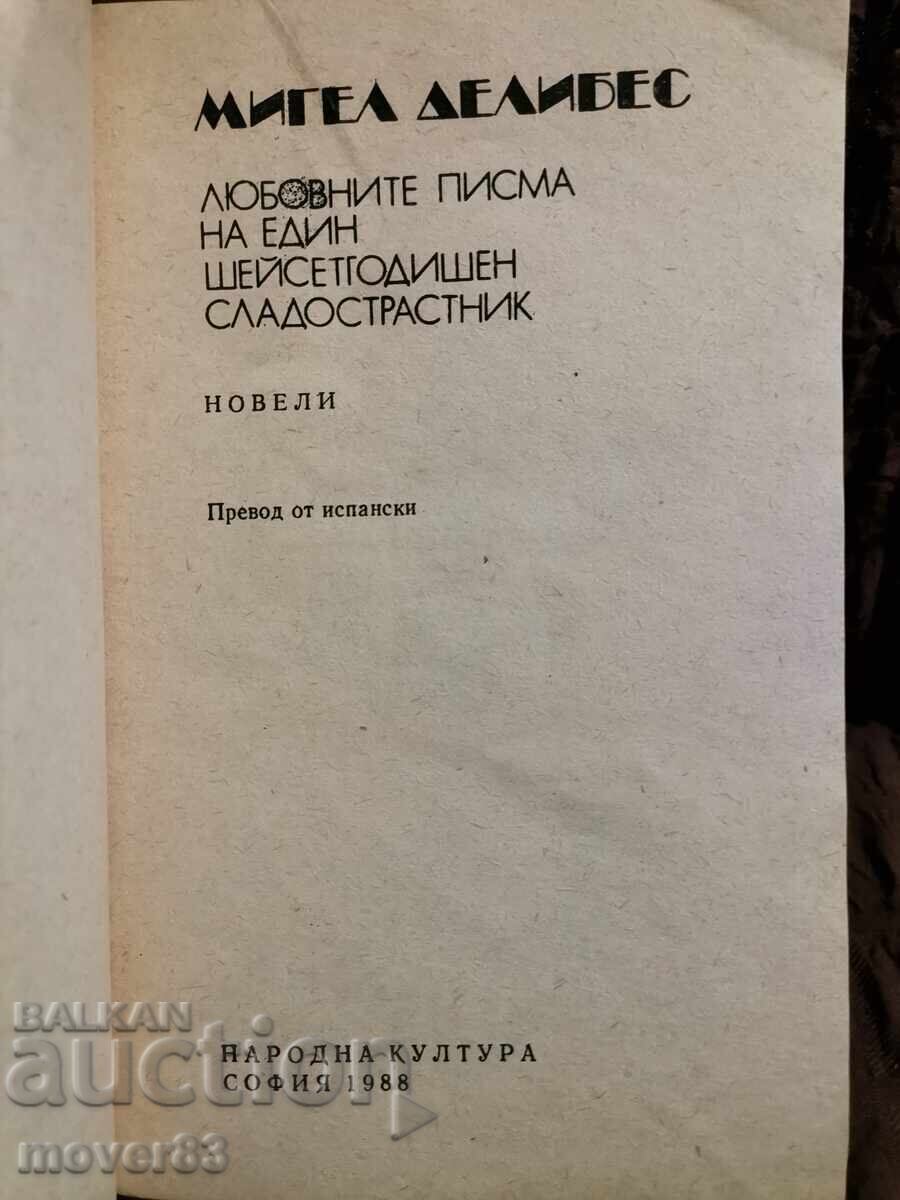 МИГЕЛ ДЕЛИБЕС
ЛЮБОВНИТЕ ПИСМА
НА ЕДИН
ШЕЙСЕТГОДИШЕН
СЛАДОСТРАСТНИК
НОВЕЛИ
Превод от испански
НАРОДНА КУЛТУРА
СОФИЯ 1988
BALKAN
auction
mover83